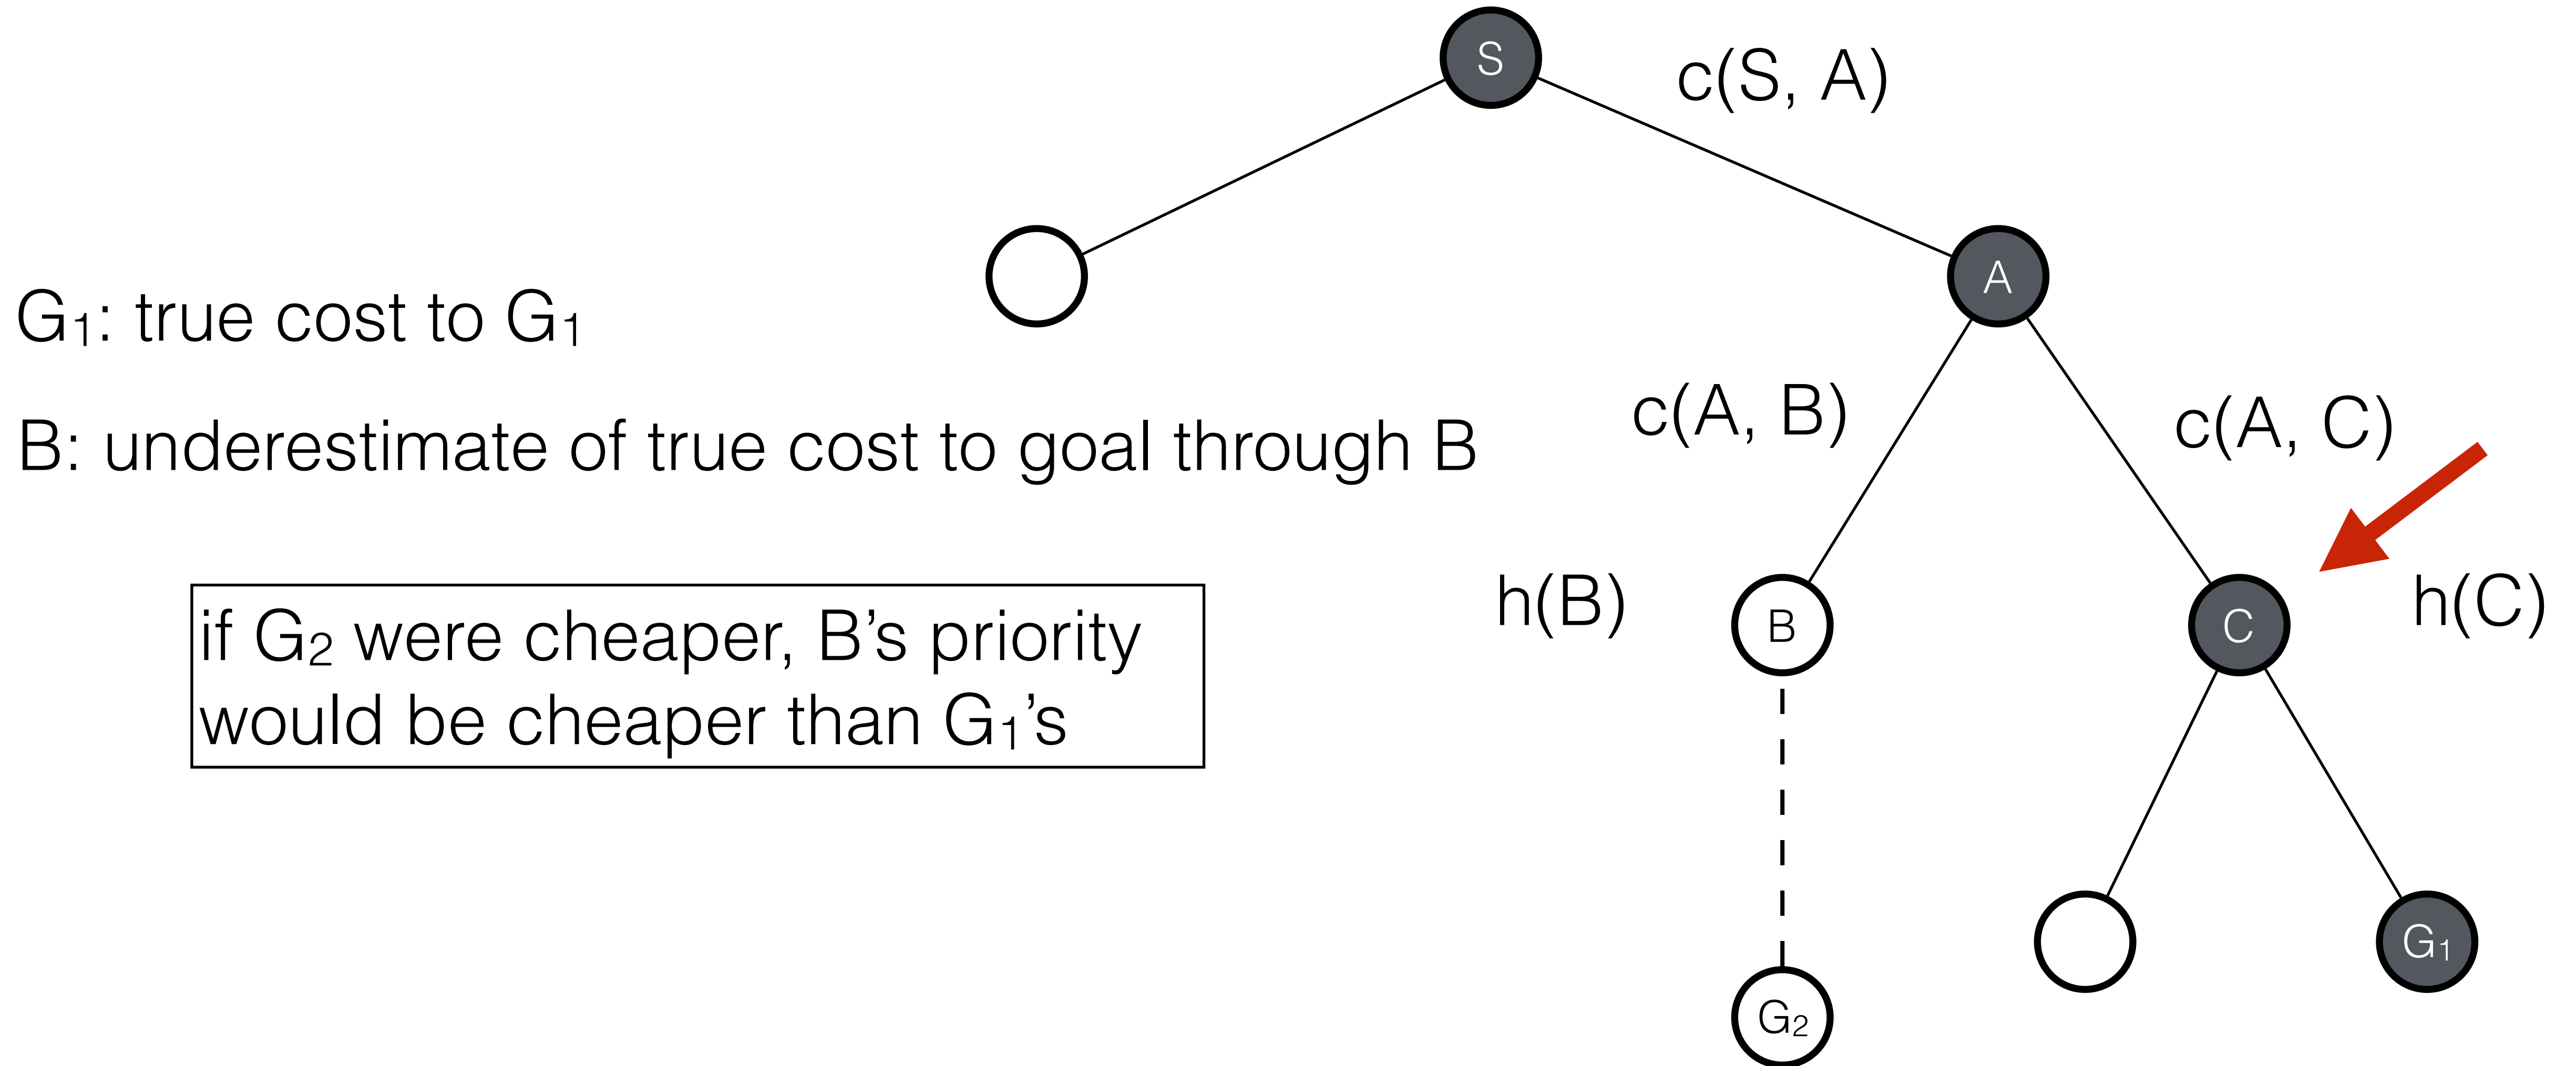 S
c(S, A)
A
G₁: true cost to G₁
c(A, B)
c(A, C)
B: underestimate of true cost to goal through B
h(B)
B
C
h(C)
if G₂ were cheaper, B’s priority
would be cheaper than G₁’s
G₁
G₂